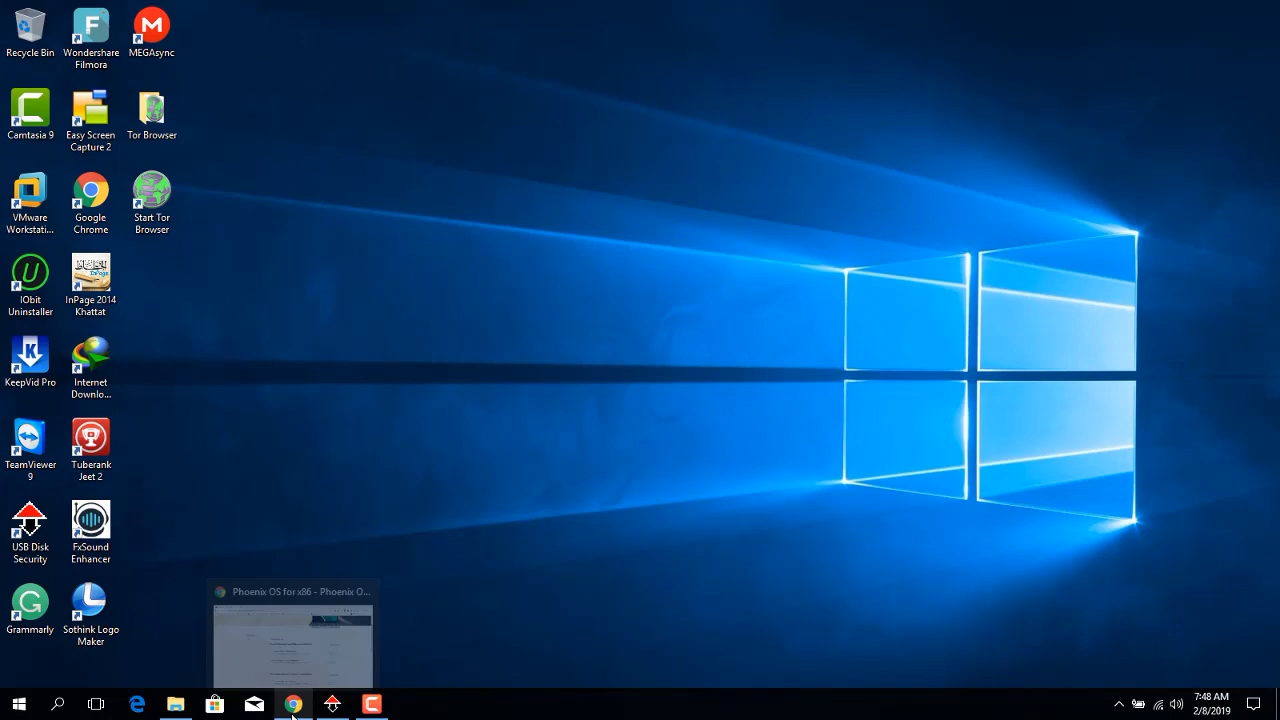 Recycle Bin
Wondershare
Filmora
MEGAsync
Camtasia 9
Easy Screen
Capture 2
Tor Browser
VMware
Workstati...
Google
Chrome
Start Tor
Browser
IObit
Uninstaller
InPage 2014
Khattat
KeepVid Pro
Internet
Downlo...
TeamViewer
9
Tuberank
Jeet 2
USB Disk
Security
FxSound
Enhancer
Grammarly
Sothink Logo
Maker
Phoenix OS for x86 - Phoenix O...
7:48 AM
2/8/2019